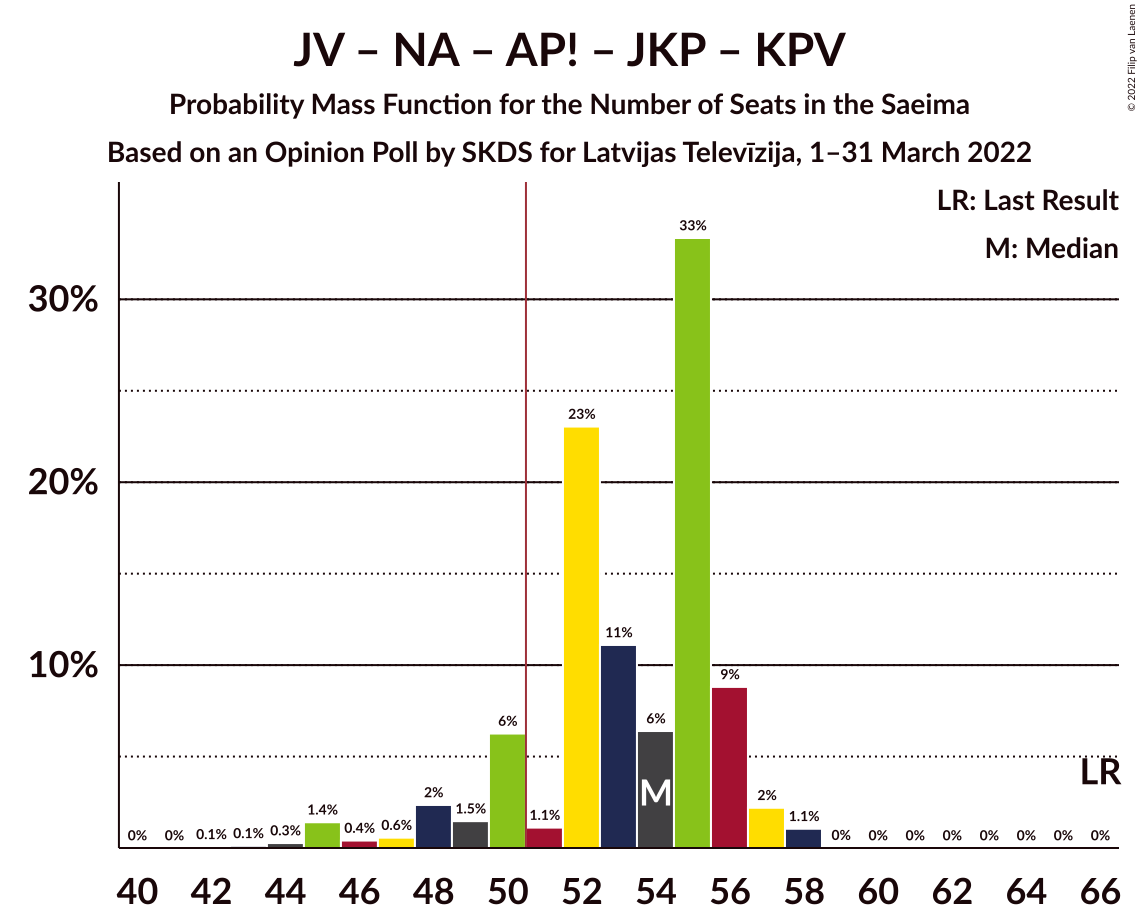 JV – NA – AP! – JKP – KPV
Probability Mass Function for the Number of Seats in the Saeima
Based on an Opinion Poll by SKDS for Latvijas Televīzija, 1–31 March 2022
© 2022 Filip van Laenen
LR: Last Result
M: Median
30%
20%
10%
0% 0% 0.1% 0.1% 0.3% 1.4% 0.4% 0.6% 2% 1.5% 6% 1.1% 23% 11% 6% 33% 9% 2% 1.1% 0% 0% 0% 0% 0% 0% 0% 0%
M
LR
40 42 44 46 48 50 52 54 56 58 60 62 64 66